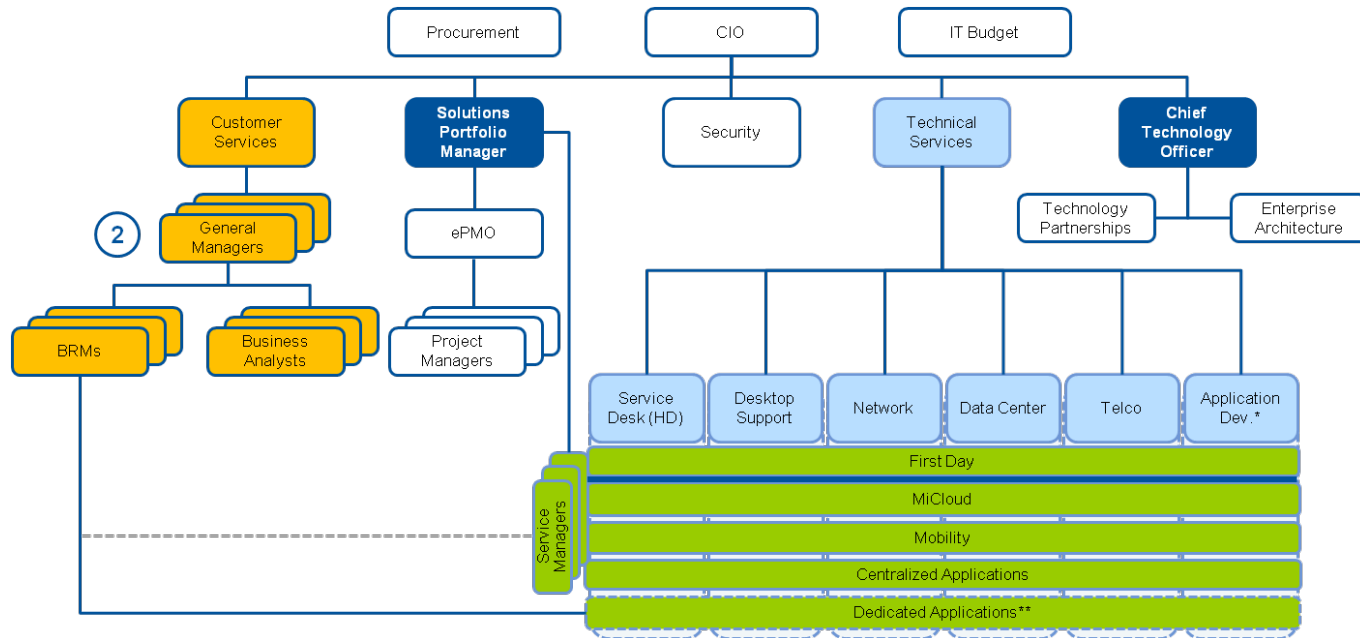 Procurement
CIO
IT Budget
Customer
Services
Solutions
Portfolio
Manager
Security
Technical
Services
Chief
Technology
Officer
2
General
Managers
ePMO
Technology
Partnerships
Enterprise
Architecture
BRMs
Business
Analysts
Project
Managers
Service
Desk (HD)
Desktop
Support
Network
Data Center
Telco
Application
Dev.*
Service
Managers
First Day
MiCloud
Mobility
Centralized Applications
Dedicated Applications**